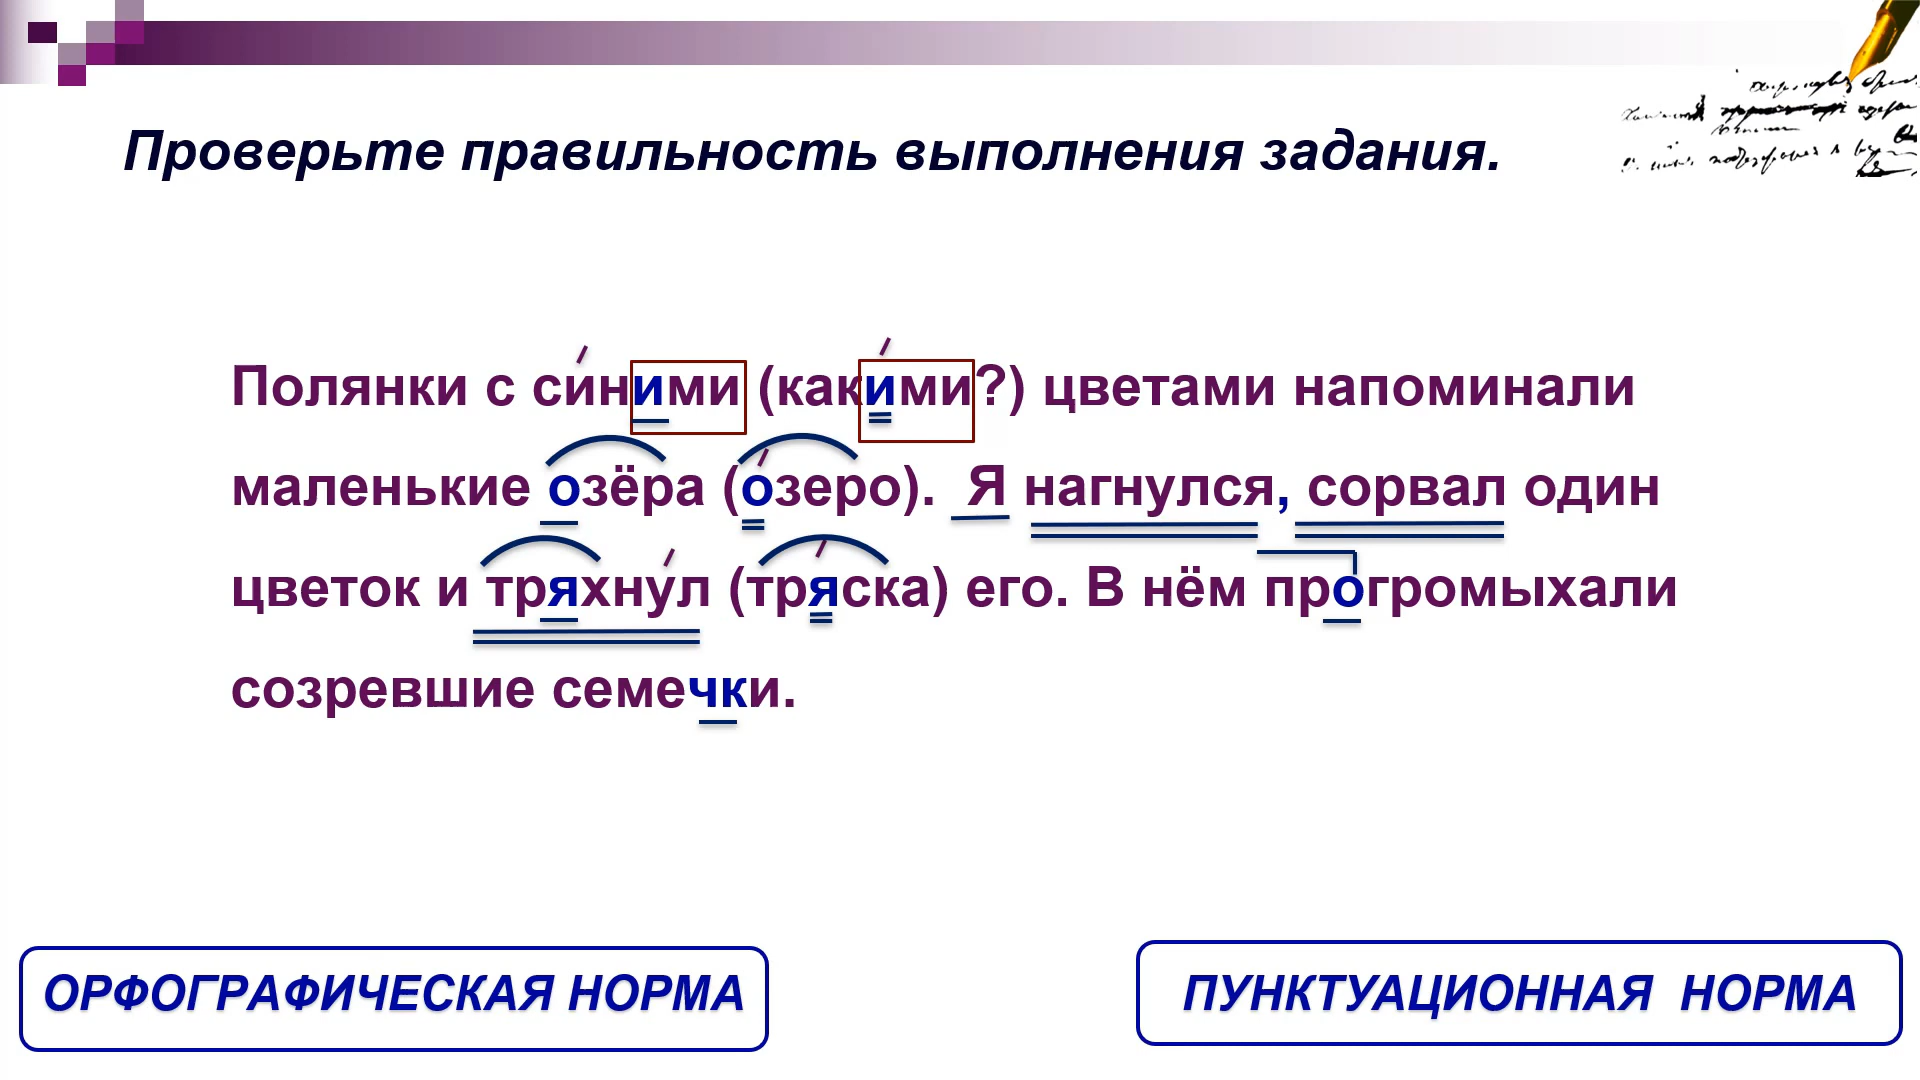 Проверьте правильность выполнения задания.
Полянки с синими (какими?) цветами напоминали
маленькие озёра (озеро). Я нагнулся, сорвал один
цветок и тряхнул (тряска) его. В нём прогромыхали
созревшие семечки.
ОРФОГРАФИЧЕСКАЯ НОРМА
ПУНКТУАЦИОННАЯ НОРМА